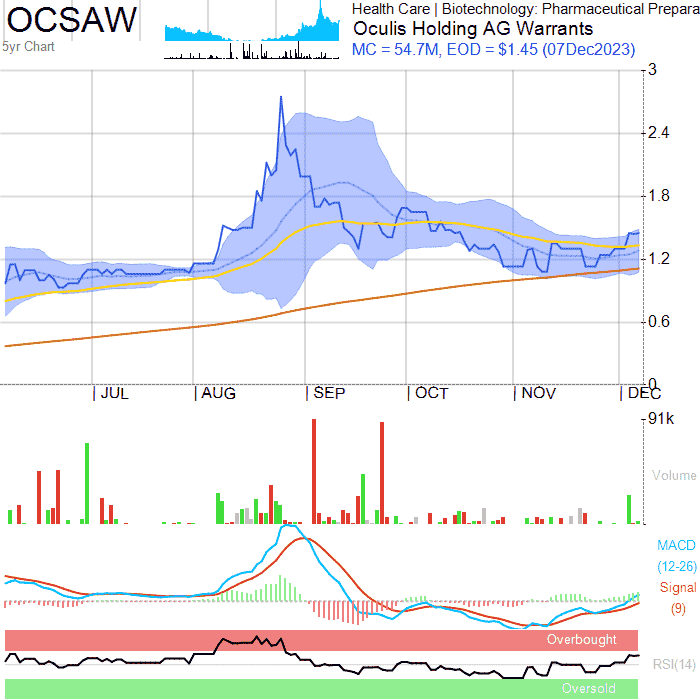 OCSAW
5yr Chart
Health Care | Biotechnology: Pharmaceutical Prepara
Oculis Holding AG Warrants
MC = 54.7M, EOD = $1.45 (07Dec2023)
3
2.4
1.8
1.2
0.6
0
JUL
AUG
SEP
OCT
NOV
DEC
91k
Volume
MACD
(12-26)
Signal
(9)
Overbought
RSI(14)
Oversold